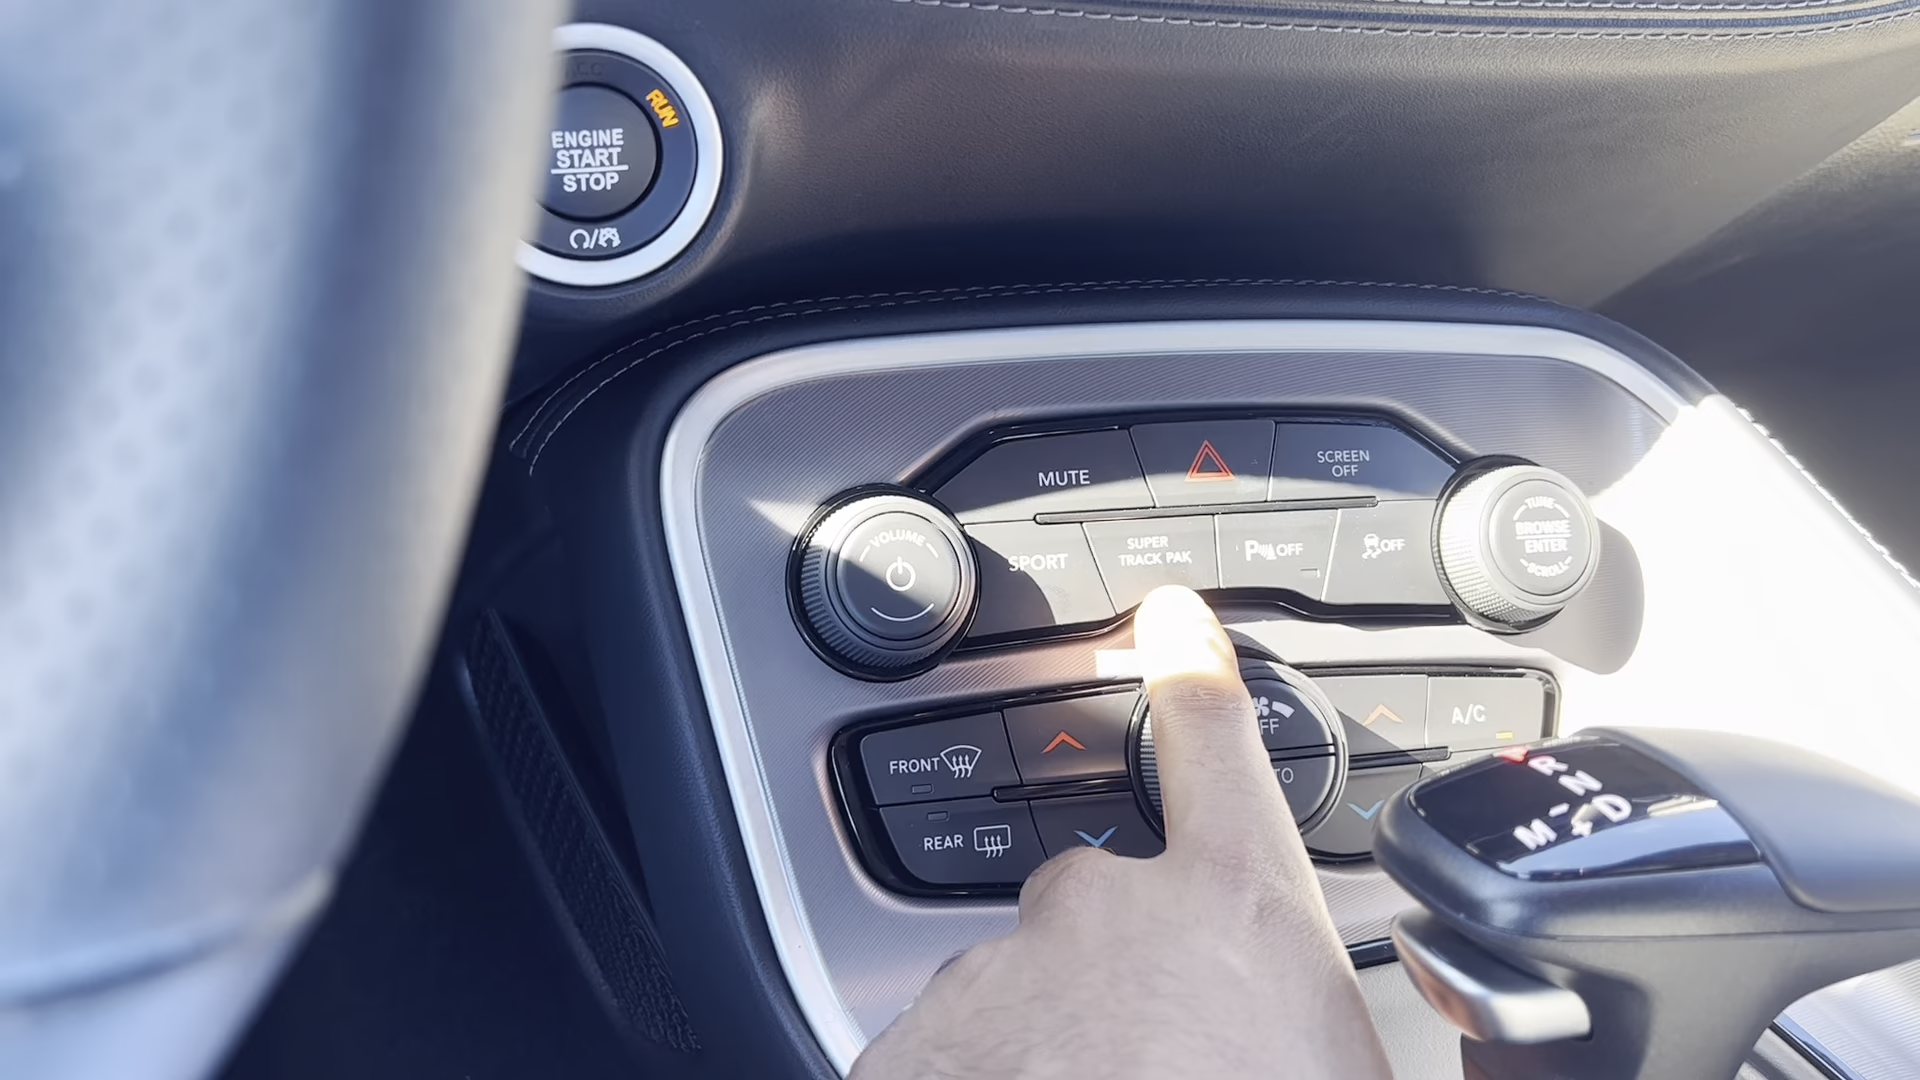 RUN
ENGINE
START
STOP
MUTE
SCREEN
OFF
VOLUME
SPORT
SUPER
TRACK PAK
P OFF
OFF
TUNE
BROWSE
ENTER
SCROLL
A/C
FRONT
REAR
R
N
D
M
- +